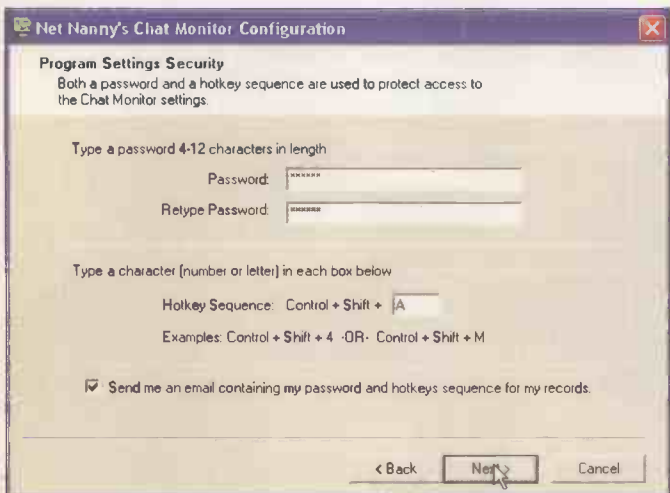 Net Nanny's Chat Monitor Configuration
Program Settings Security
Both a password and a hotkey sequence are used to protect access to
the Chat Monitor settings.
Type a password 4-12 characters in length
Password: ******
Retype Password: ******
Type a character (number or letter) in each box below
Hotkey Sequence: Control + Shift + A
Examples: Control + Shift + 4 -OR- Control + Shift + M
Send me an email containing my password and hotkeys sequence for my records.
< Back Next > Cancel